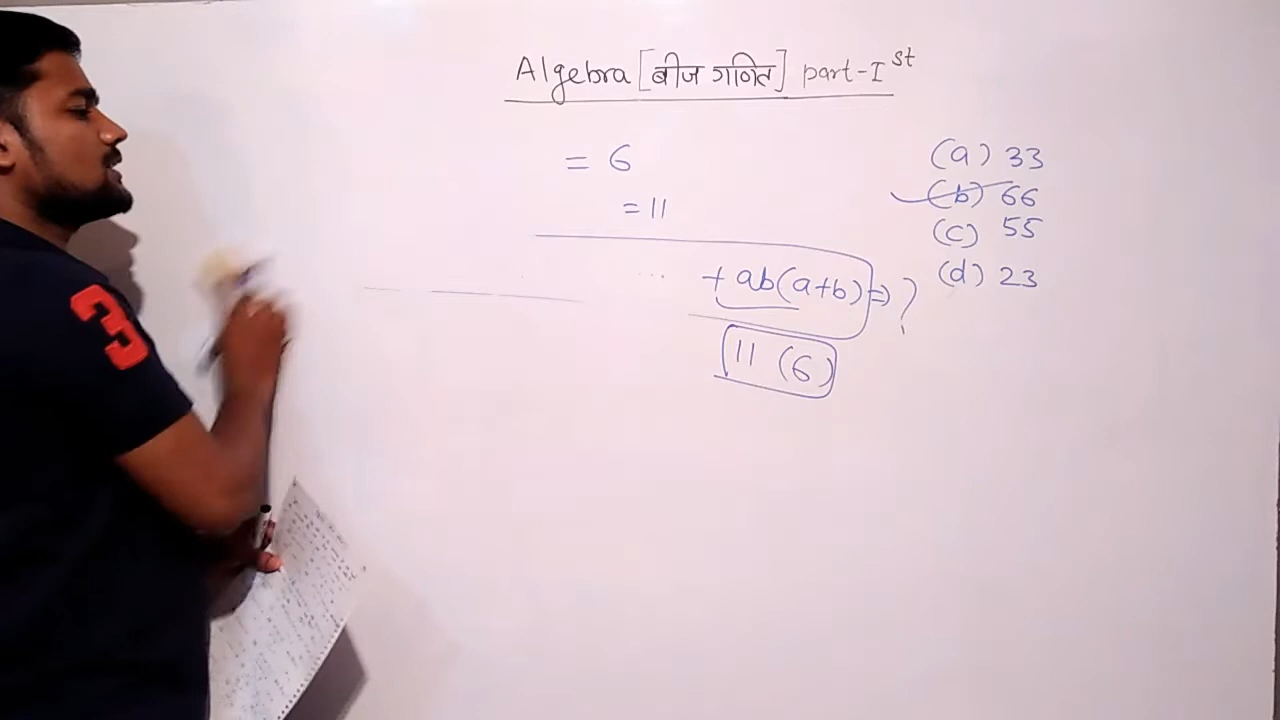 Algebra [बीज गणित] part-Ist
= 6
= 11
+ ab(a+b) => ?
11 (6)
(a) 33
(b) 66
(c) 55
(d) 23
3